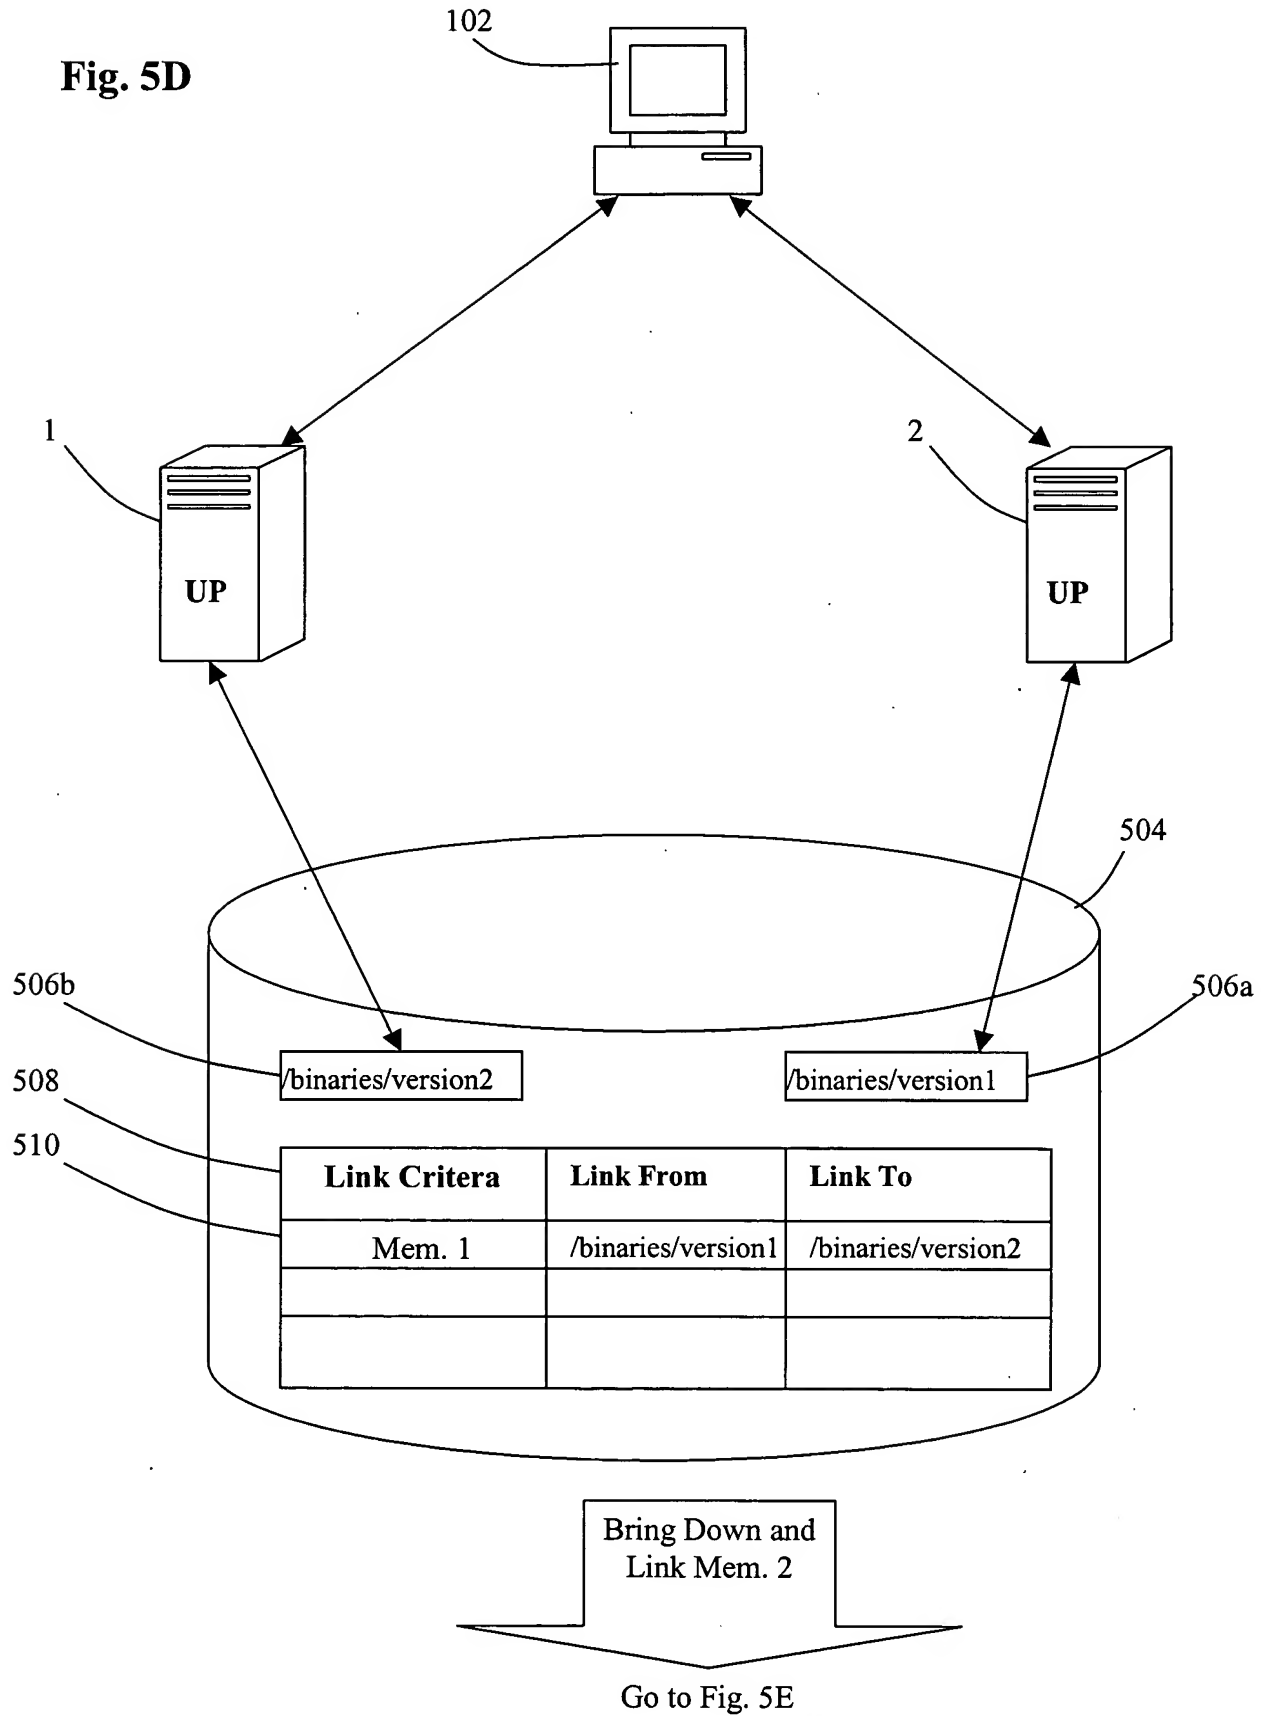 102
Fig. 5D
1
2
UP
UP
504
506b
506a
/binaries/version2
/binaries/version1
508
510
Link Critera
Link From
Link To
Mem. 1
/binaries/version1
/binaries/version2
Bring Down and
Link Mem. 2
Go to Fig. 5E